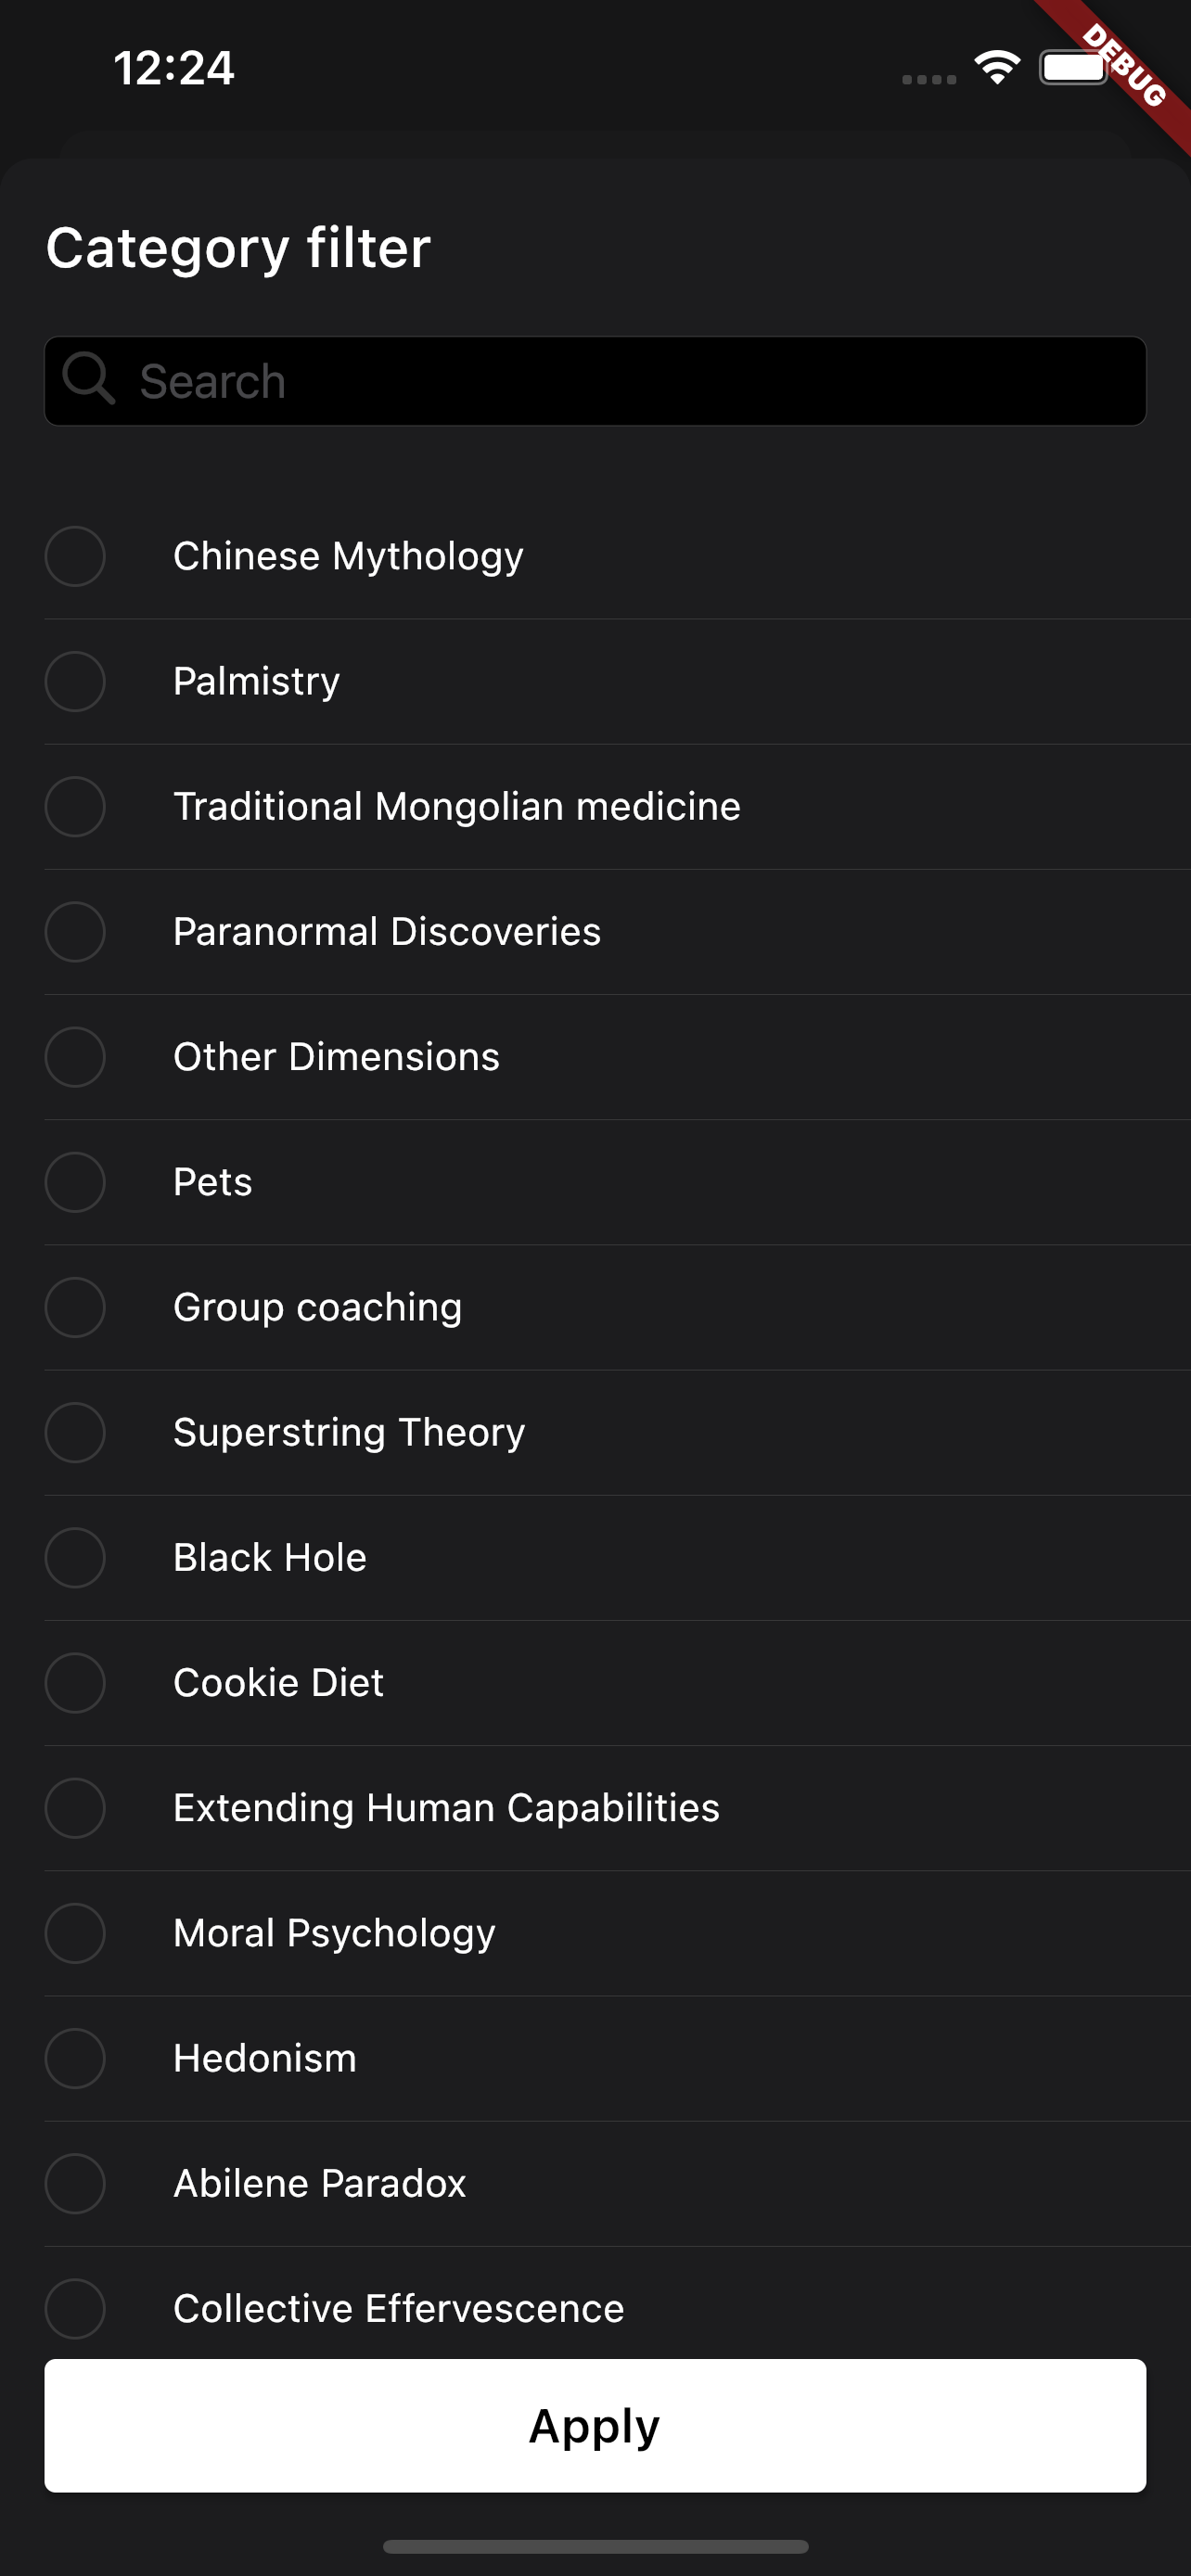 12:24
DEBUG
Category filter
Search
Chinese Mythology
Palmistry
Traditional Mongolian medicine
Paranormal Discoveries
Other Dimensions
Pets
Group coaching
Superstring Theory
Black Hole
Cookie Diet
Extending Human Capabilities
Moral Psychology
Hedonism
Abilene Paradox
Collective Effervescence
Apply